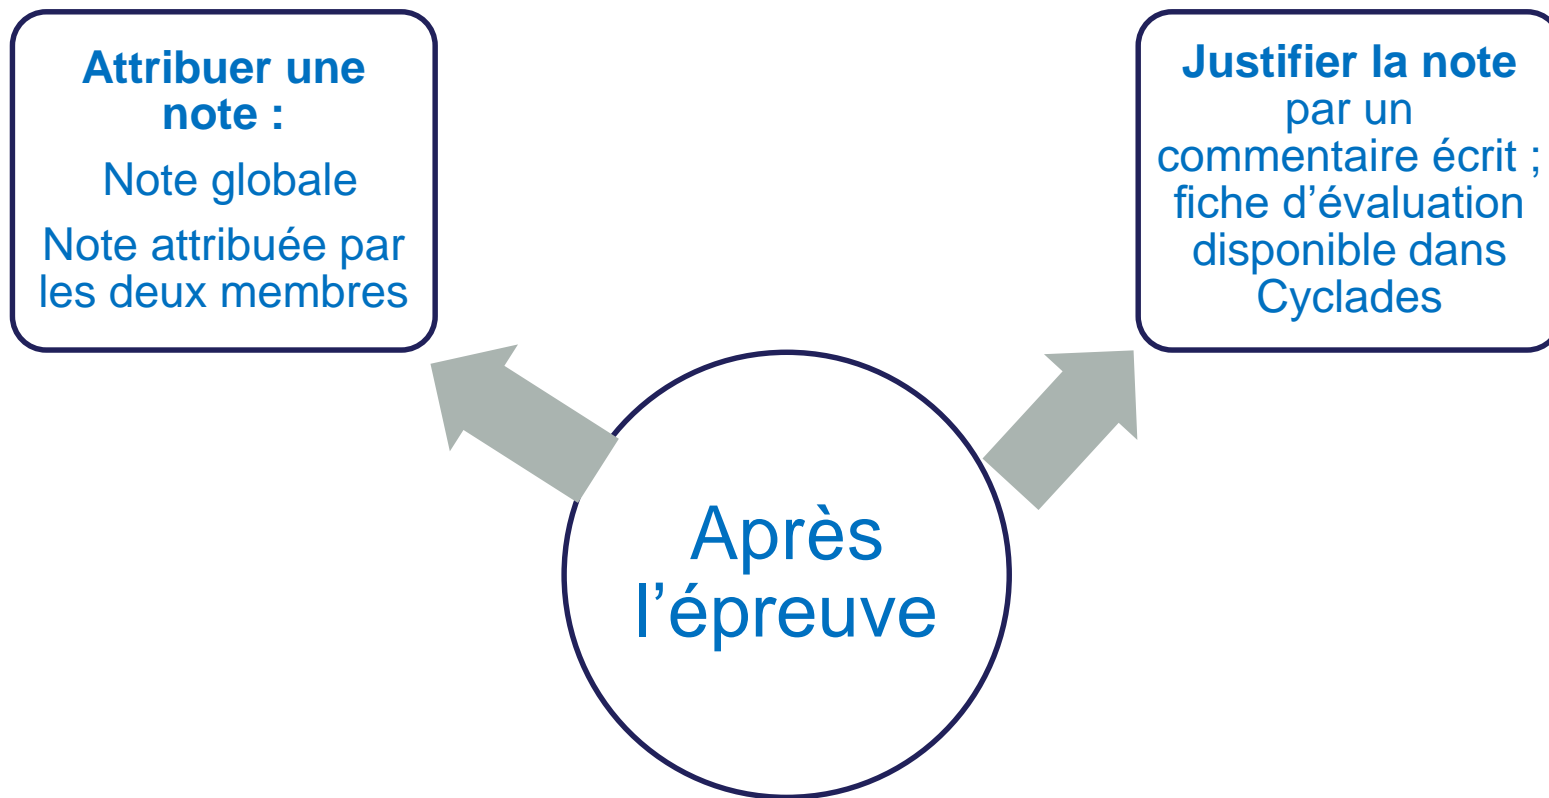 Attribuer une
note :
Note globale
Note attribuée par
les deux membres
Justifier la note
par un
commentaire écrit ;
fiche d’évaluation
disponible dans
Cyclades
Après
l’épreuve